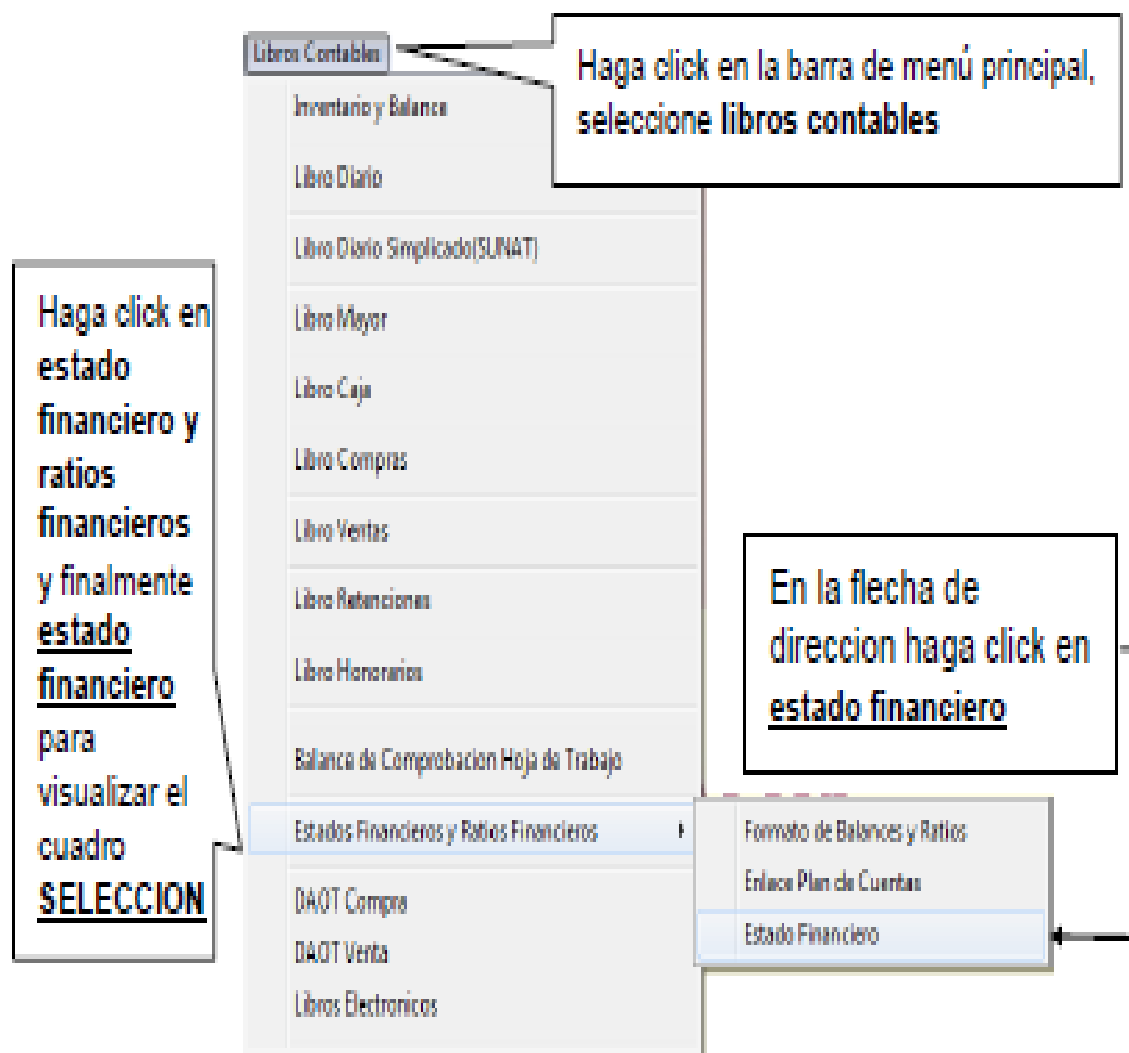 Libros Contables
Haga click en la barra de menú principal,
seleccione libros contables
Inventario y Balance
Libro Diario
Libro Diario Simplicado(SUNAT)
Libro Mayor
Libro Caja
Libro Compras
Libro Ventas
Libro Retenciones
Libro Honorarios
Balance de Comprobacion Hoja de Trabajo
Estados Financieros y Ratios Financieros
DAOT Compra
DAOT Venta
Libros Electronicos
Haga click en
estado
financiero y
ratios
financieros
y finalmente
estado
financiero
para
visualizar el
cuadro
SELECCION
En la flecha de
direccion haga click en
estado financiero
Formato de Balances y Ratios
Enlace Plan de Cuentas
Estado Financiero